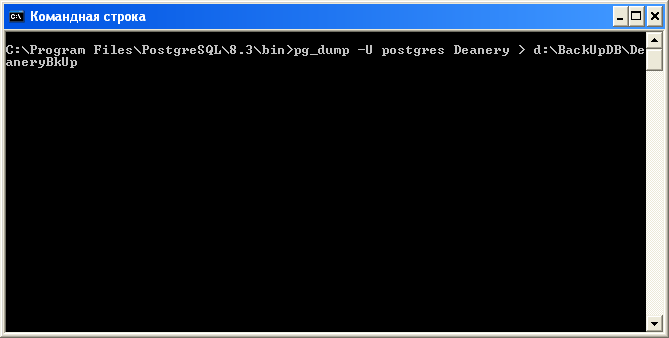 Командная строка
C:\Program Files\PostgreSQL\8.3\bin>pg_dump -U postgres Deanery > d:\BackUpDB\De
aneryBkUp